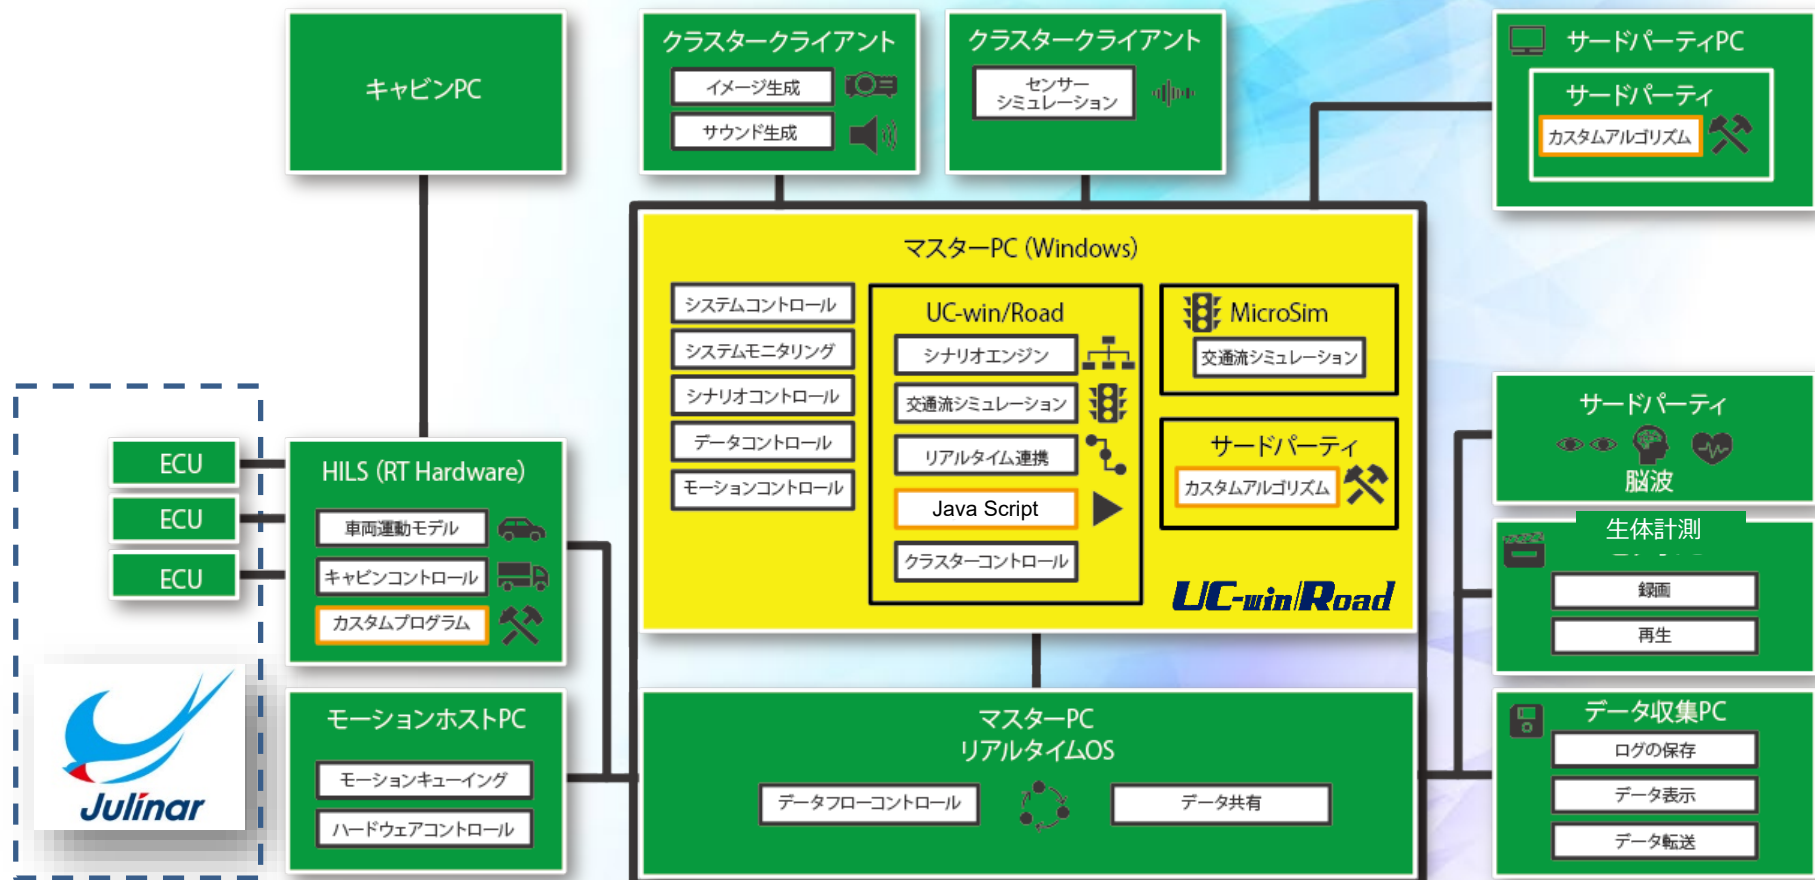 キャビンPC
クラスタークライアント
イメージ生成
サウンド生成
クラスタークライアント
センサー
シミュレーション
サードパーティPC
サードパーティ
カスタムアルゴリズム
マスターPC (Windows)
システムコントロール
システムモニタリング
シナリオコントロール
データコントロール
モーションコントロール
UC-win/Road
シナリオエンジン
交通流シミュレーション
リアルタイム連携
Java Script
クラスターコントロール
MicroSim
交通流シミュレーション
サードパーティ
カスタムアルゴリズム
UC-win/Road
ECU
ECU
ECU
HILS (RT Hardware)
車両運動モデル
キャビンコントロール
カスタムプログラム
Julinar
モーションホストPC
モーションキューイング
ハードウェアコントロール
マスターPC
リアルタイムOS
データフローコントロール
データ共有
サードパーティ
脳波
生体計測
録画
再生
データ収集PC
ログの保存
データ表示
データ転送